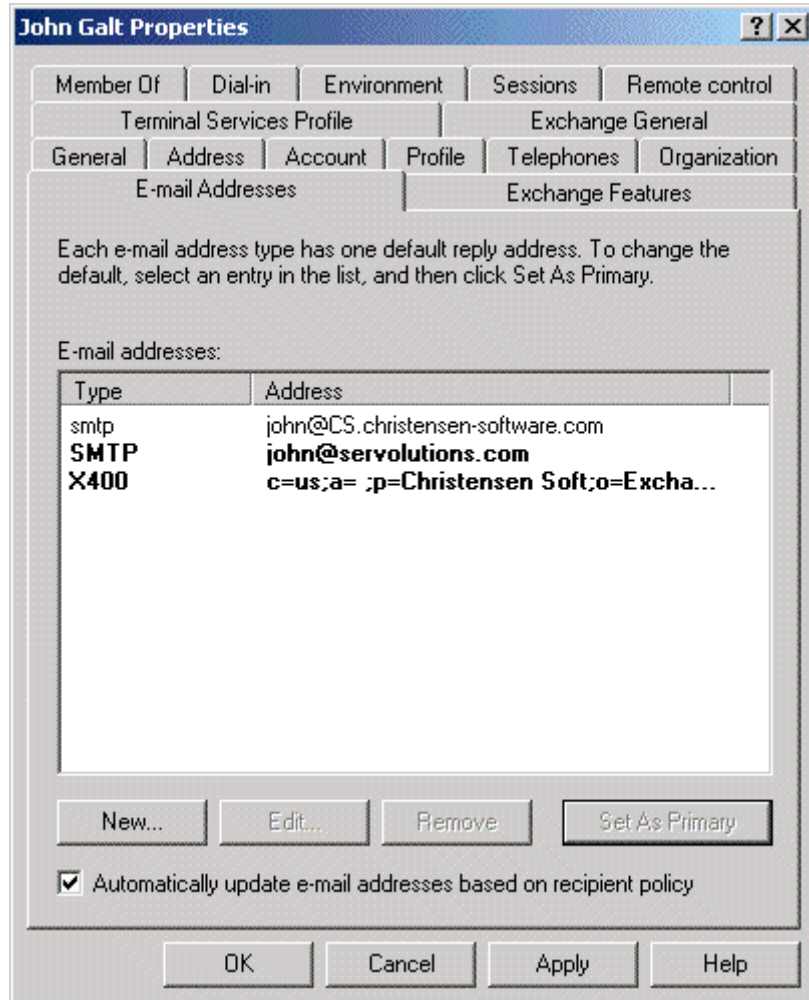 John Galt Properties
Member Of Dial-in Environment Sessions Remote control
Terminal Services Profile Exchange General
General Address Account Profile Telephones Organization
E-mail Addresses Exchange Features
Each e-mail address type has one default reply address. To change the
default, select an entry in the list, and then click Set As Primary.
E-mail addresses:
Type Address
smtp john@CS.christensen-software.com
SMTP john@servolutions.com
X400 c=us;a= ;p=Christensen Soft;o=Excha...
New... Edit... Remove Set As Primary
Automatically update e-mail addresses based on recipient policy
OK Cancel Apply Help